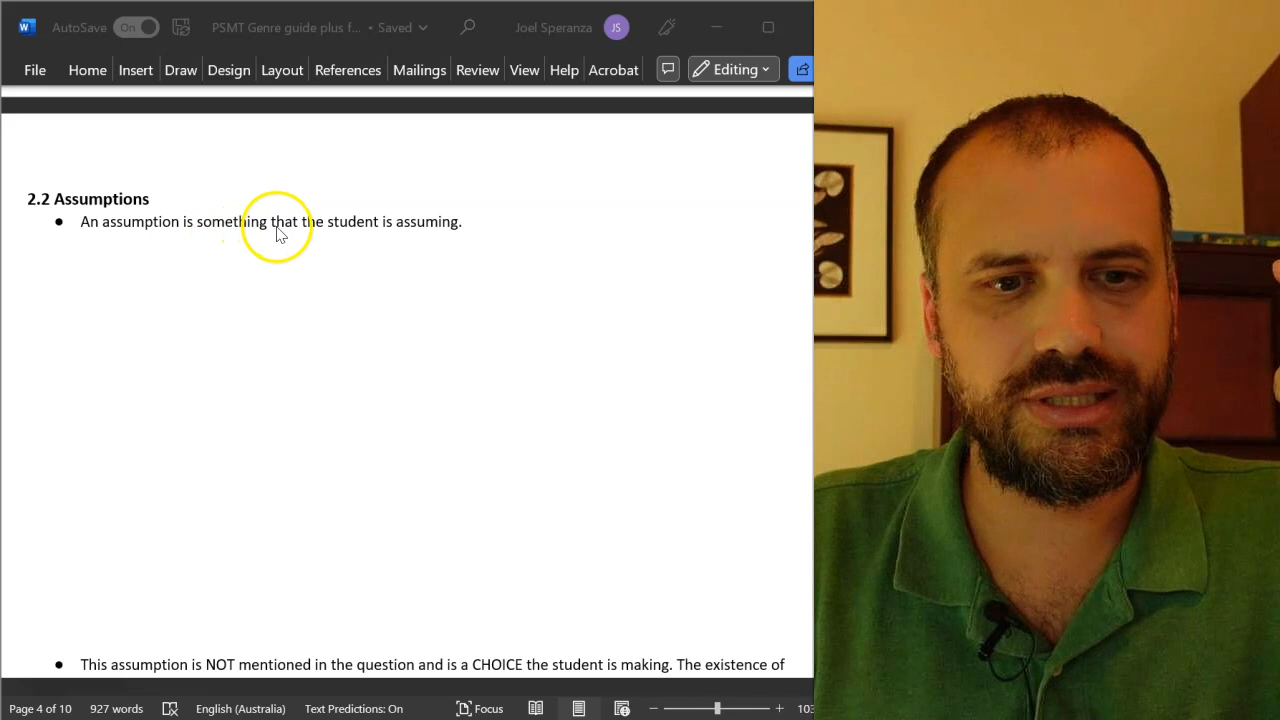 AutoSave On PSMT Genre guide plus f... • Saved Joel Speranza JS
File Home Insert Draw Design Layout References Mailings Review View Help Acrobat Editing
2.2 Assumptions
● An assumption is something that the student is assuming.
● This assumption is NOT mentioned in the question and is a CHOICE the student is making. The existence of
Page 4 of 10 927 words English (Australia) Text Predictions: On Focus